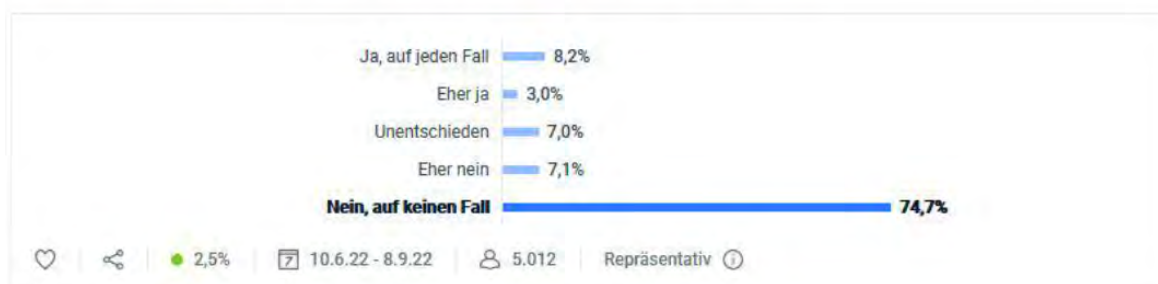 Ja, auf jeden Fall 8,2%
Eher ja 3,0%
Unentschieden 7,0%
Eher nein 7,1%
Nein, auf keinen Fall 74,7%
2,5% 7 10.6.22 - 8.9.22 5.012 Repräsentativ i